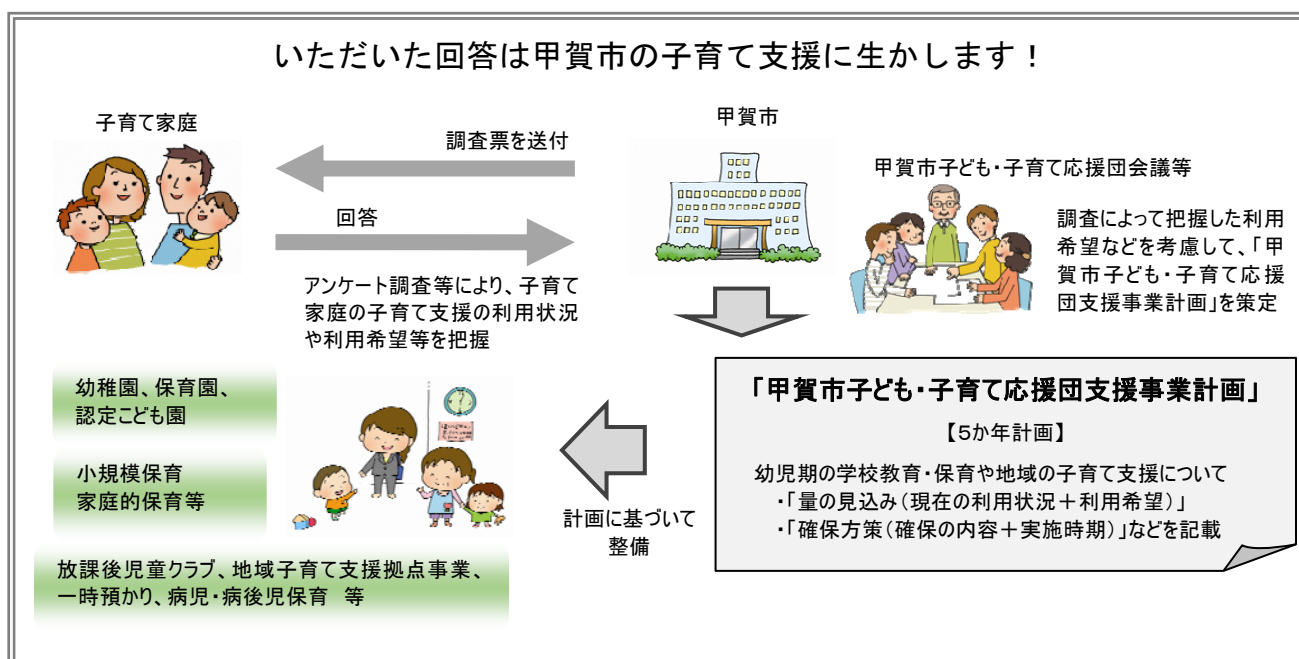 いただいた回答は甲賀市の子育て支援に生かします！
子育て家庭
調査票を送付
甲賀市
甲賀市子ども・子育て応援団会議等
回答
アンケート調査等により、子育て
家庭の子育て支援の利用状況
や利用希望等を把握
調査によって把握した利用
希望などを考慮して、「甲
賀市子ども・子育て応援
団支援事業計画」を策定
幼稚園、保育園、
認定こども園
小規模保育
家庭的保育等
放課後児童クラブ、地域子育て支援拠点事業、
一時預かり、病児・病後児保育　等
計画に基づいて
整備
「甲賀市子ども・子育て応援団支援事業計画」
【５か年計画】
幼児期の学校教育・保育や地域の子育て支援について
・「量の見込み（現在の利用状況＋利用希望）」
・「確保方策（確保の内容＋実施時期）」などを記載